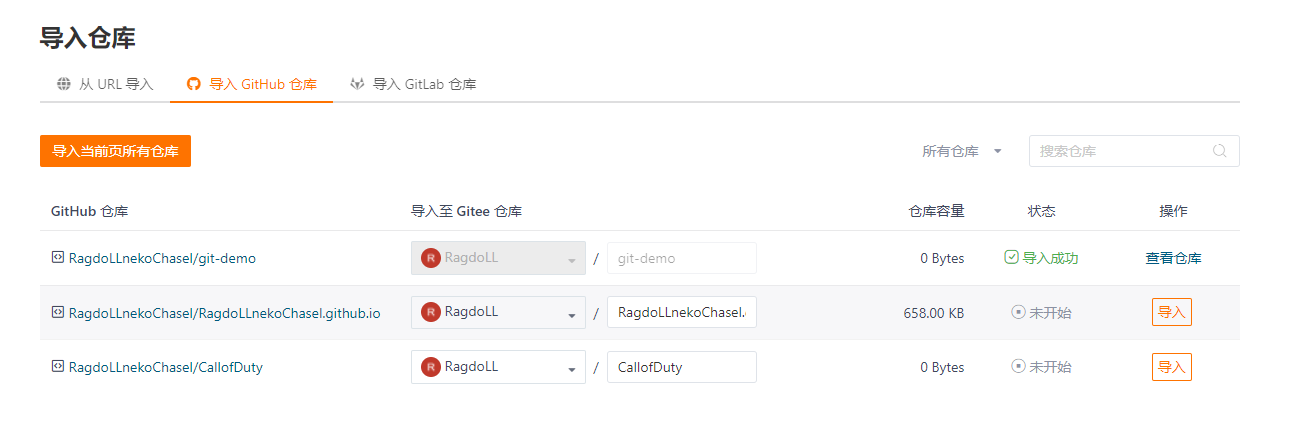 导入仓库
从 URL 导入 导入 GitHub 仓库 导入 GitLab 仓库
导入当前页所有仓库 所有仓库 搜索仓库
GitHub 仓库 导入至 Gitee 仓库 仓库容量 状态 操作
RagdoLLnekoChasel/git-demo R RagdoLL / git-demo 0 Bytes 导入成功 查看仓库
RagdoLLnekoChasel/RagdoLLnekoChasel.github.io R RagdoLL / RagdoLLnekoChasel. 658.00 KB 未开始 导入
RagdoLLnekoChasel/CallofDuty R RagdoLL / CallofDuty 0 Bytes 未开始 导入